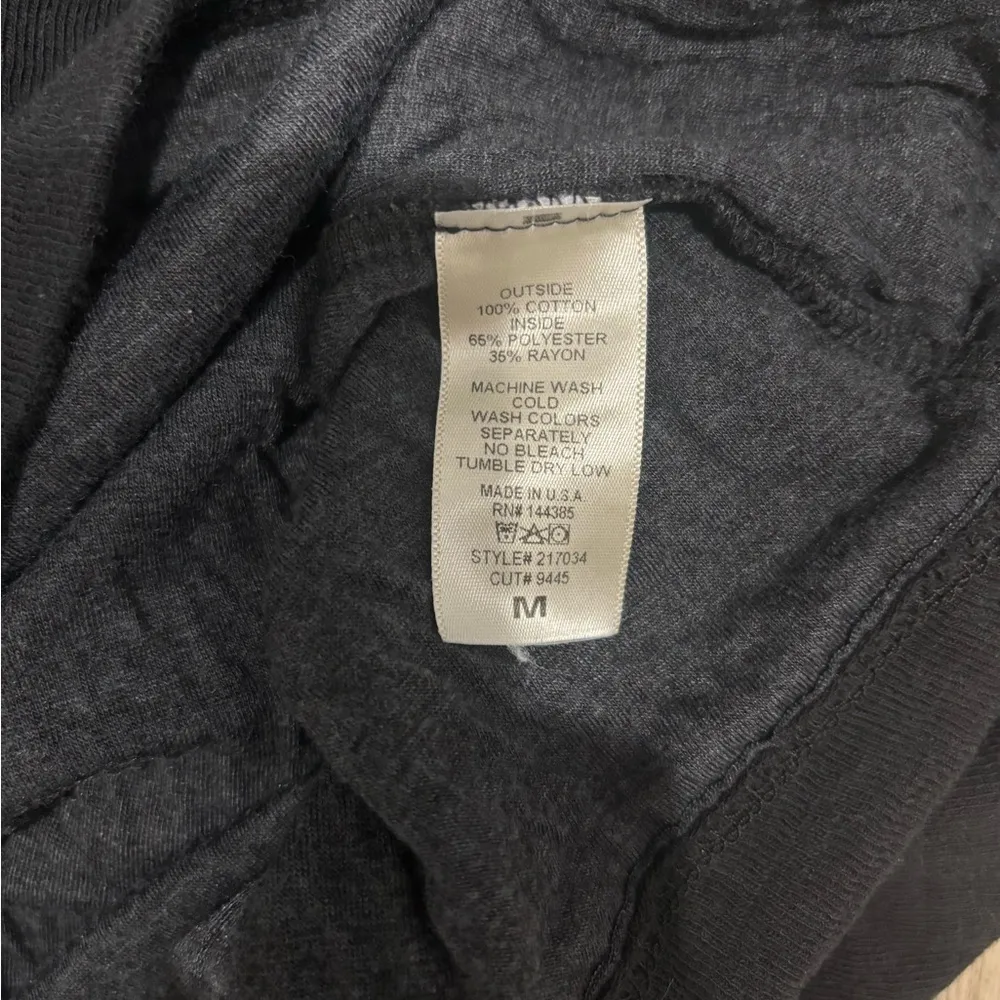 OUTSIDE
100% COTTON
INSIDE
65% POLYESTER
35% RAYON
MACHINE WASH
COLD
WASH COLORS
SEPARATELY
NO BLEACH
TUMBLE DRY LOW
MADE IN U.S.A
RN# 144385
STYLE# 217034
CUT# 9445
M